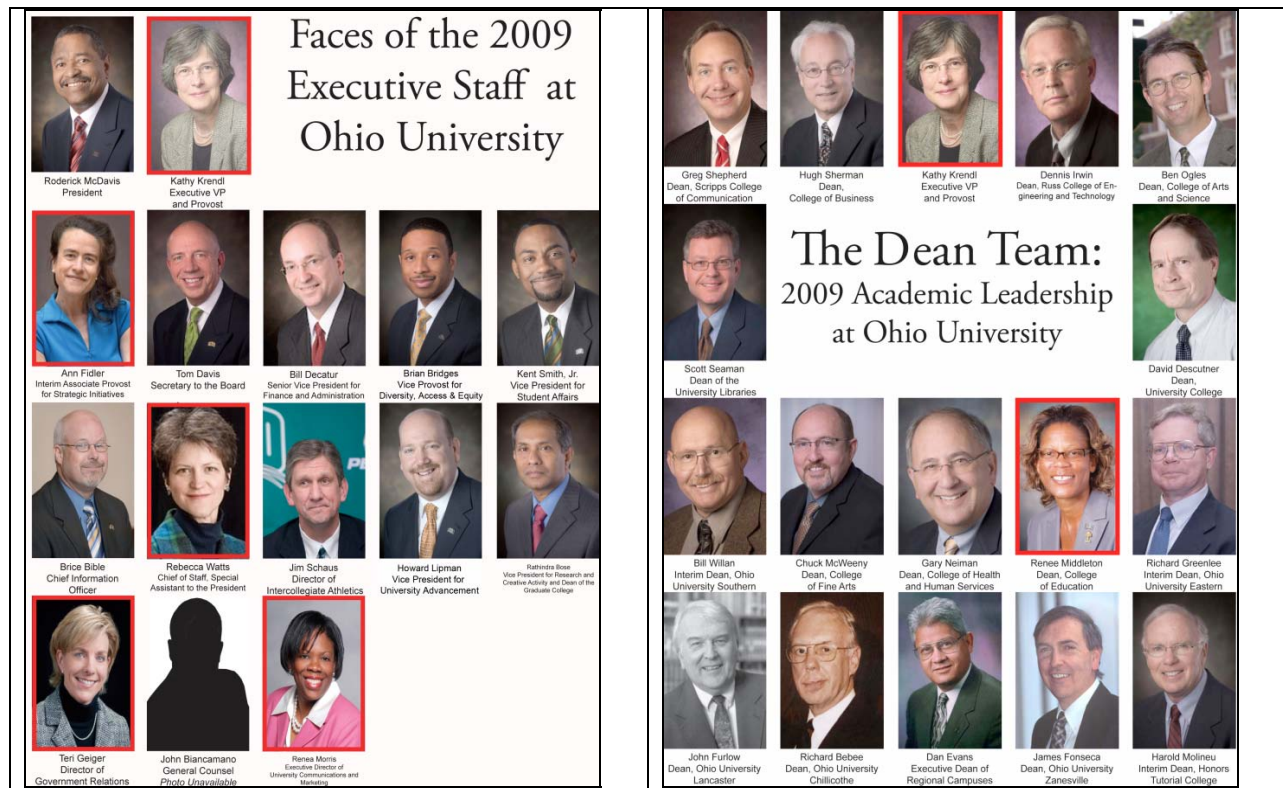 Faces of the 2009
Executive Staff at
Ohio University
Roderick McDavis
President
Kathy Krendl
Executive VP
and Provost
Ann Fidler
Interim Associate Provost
for Strategic Initiatives
Tom Davis
Secretary to the Board
Bill Decatur
Senior Vice President for
Finance and Administration
Brian Bridges
Vice Provost for
Diversity, Access & Equity
Kent Smith, Jr.
Vice President for
Student Affairs
Brice Bible
Chief Information
Officer
Rebecca Watts
Chief of Staff, Special
Assistant to the President
Jim Schaus
Director of
Intercollegiate Athletics
Howard Lipman
Vice President for
University Advancement
Rathindra Bose
Vice President for Research and
Creative Activity and Dean of the
Graduate College
Teri Geiger
Director of
Government Relations
John Biancamano
General Counsel
Photo Unavailable
Renea Morris
Executive Director of
University Communications and
Marketing
Greg Shepherd
Dean, Scripps College
of Communication
Hugh Sherman
Dean,
College of Business
Kathy Krendl
Executive VP
and Provost
Dennis Irwin
Dean, Russ College of En-
gineering and Technology
Ben Ogles
Dean, College of Arts
and Science
The Dean Team:
2009 Academic Leadership
at Ohio University
Scott Seaman
Dean of the
University Libraries
David Descutner
Dean,
University College
Bill Willan
Interim Dean, Ohio
University Southern
Chuck McWeeny
Dean, College
of Fine Arts
Gary Neiman
Dean, College of Health
and Human Services
Renee Middleton
Dean, College
of Education
Richard Greenlee
Interim Dean, Ohio
University Eastern
John Furlow
Dean, Ohio University
Lancaster
Richard Bebee
Dean, Ohio University
Chillicothe
Dan Evans
Executive Dean of
Regional Campuses
James Fonseca
Dean, Ohio University
Zanesville
Harold Molineu
Interim Dean, Honors
Tutorial College